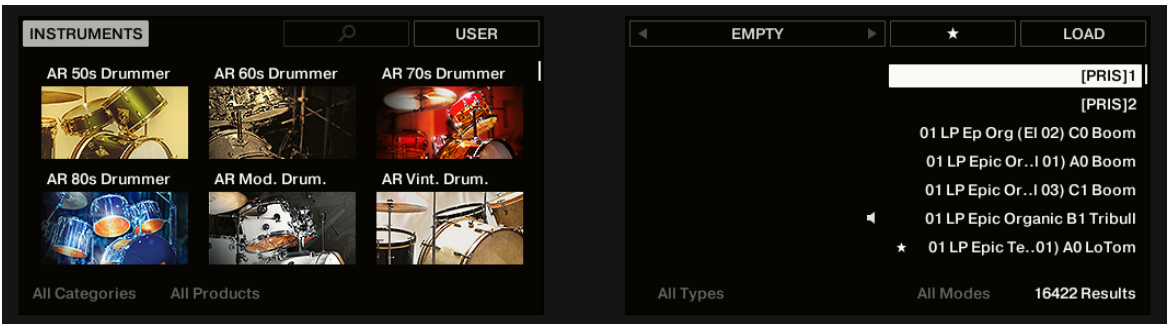 INSTRUMENTS USER
AR 50s Drummer AR 60s Drummer AR 70s Drummer
AR 80s Drummer AR Mod. Drum. AR Vint. Drum.
All Categories All Products
EMPTY ★ LOAD
[PRIS]1
[PRIS]2
01 LP Ep Org (El 02) C0 Boom
01 LP Epic Or..l 01) A0 Boom
01 LP Epic Or..l 03) C1 Boom
01 LP Epic Organic B1 Tribull
★ 01 LP Epic Te..01) A0 LoTom
All Types All Modes 16422 Results